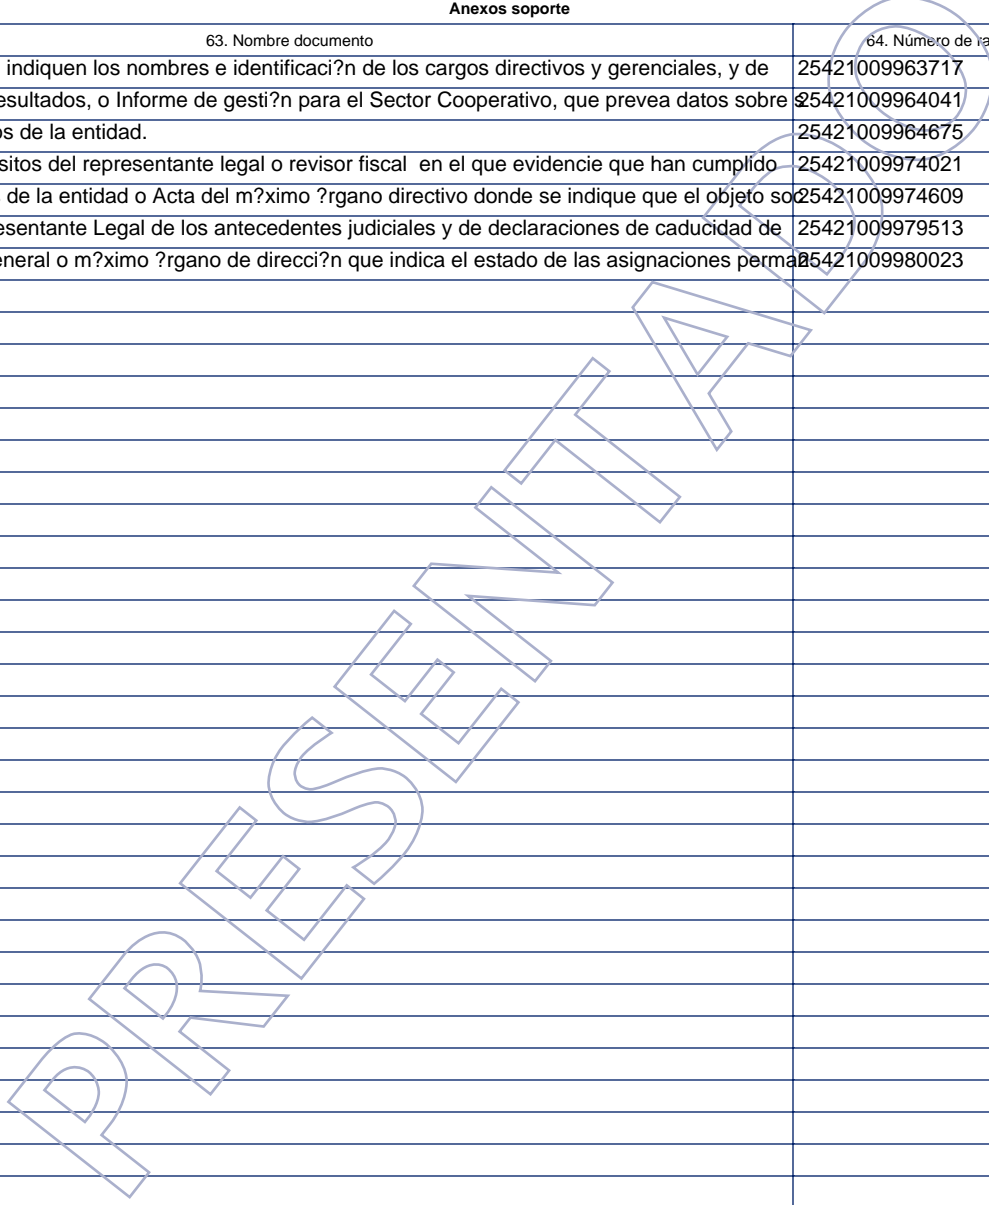 Anexos soporte
63. Nombre documento 64. Número de
indiquen los nombres e identificaci?n de los cargos directivos y gerenciales, y de 25421009963717
esultados, o Informe de gesti?n para el Sector Cooperativo, que prevea datos sobre s 25421009964041
os de la entidad. 25421009964675
sitos del representante legal o revisor fiscal en el que evidencie que han cumplido 25421009974021
de la entidad o Acta del m?ximo ?rgano directivo donde se indique que el objeto soc 25421009974609
esentante Legal de los antecedentes judiciales y de declaraciones de caducidad de 25421009979513
eneral o m?ximo ?rgano de direcci?n que indica el estado de las asignaciones perman 25421009980023
PRESENTADO